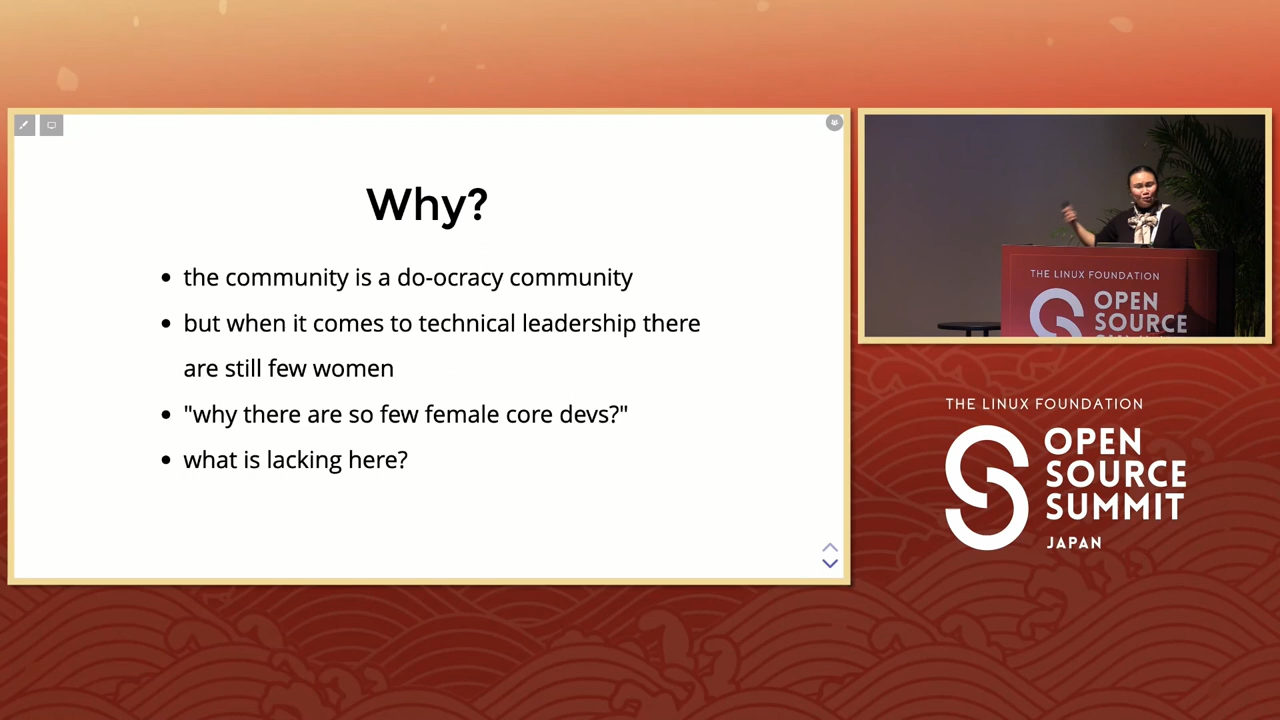 Why?
the community is a do-ocracy community
but when it comes to technical leadership there
are still few women
"why there are so few female core devs?"
what is lacking here?
THE LINUX FOUNDATION
OPEN
SOURCE
THE LINUX FOUNDATION
OPEN
SOURCE
SUMMIT
JAPAN